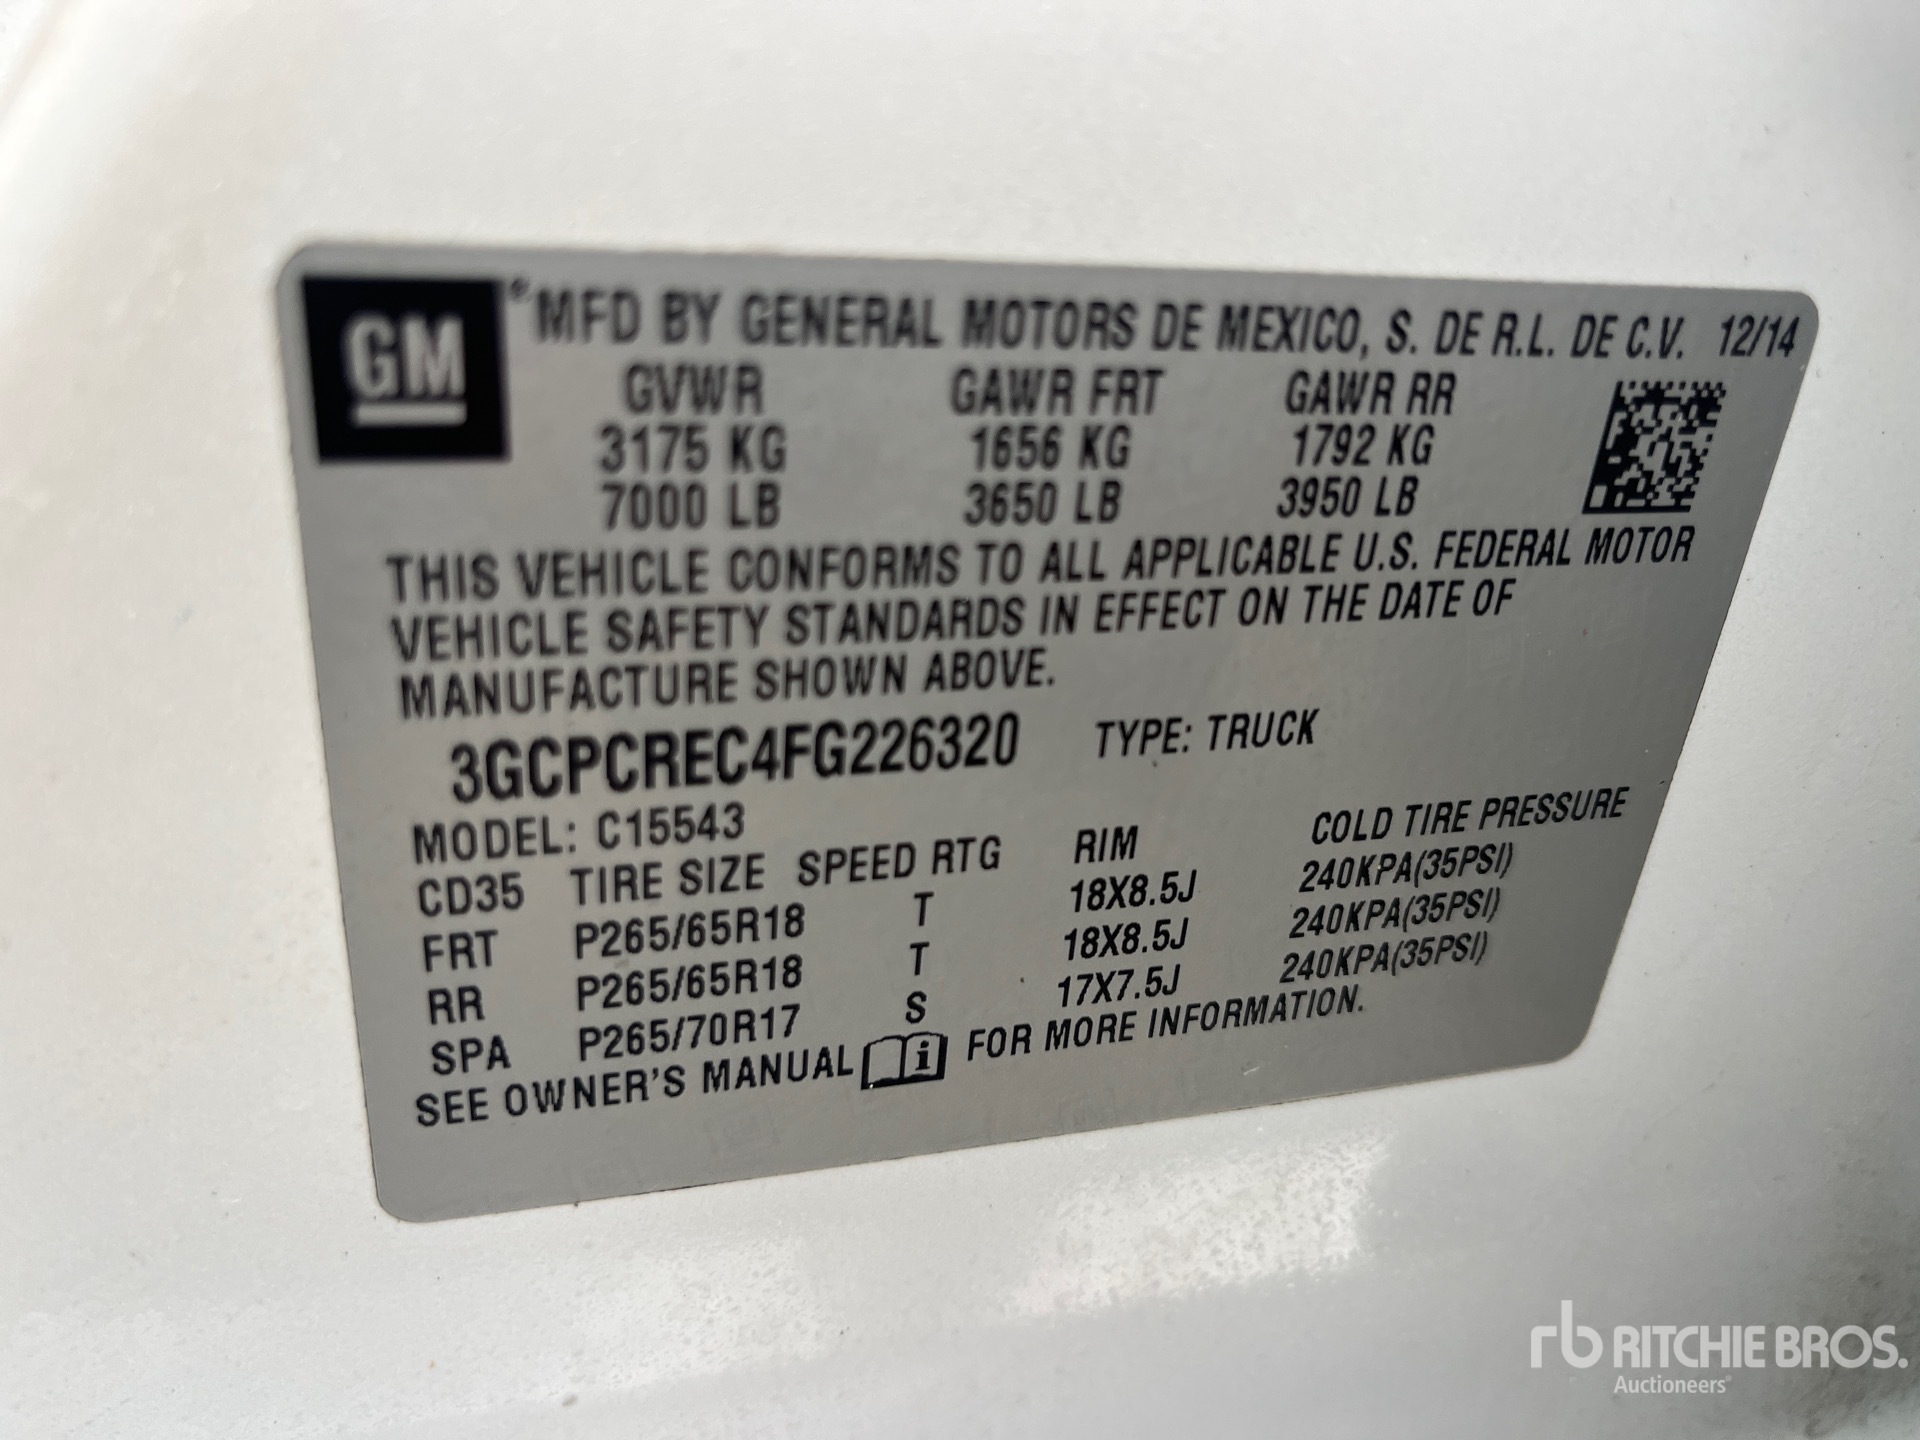 GM ® MFD BY GENERAL MOTORS DE MEXICO, S. DE R.L. DE C.V. 12/14
GVWR GAWR FRT GAWR RR
3175 KG 1656 KG 1792 KG
7000 LB 3650 LB 3950 LB
THIS VEHICLE CONFORMS TO ALL APPLICABLE U.S. FEDERAL MOTOR
VEHICLE SAFETY STANDARDS IN EFFECT ON THE DATE OF
MANUFACTURE SHOWN ABOVE.
3GCPCREC4FG226320 TYPE: TRUCK
MODEL: C15543
CD35 TIRE SIZE SPEED RTG RIM COLD TIRE PRESSURE
FRT P265/65R18 T 18X8.5J 240KPA(35PSI)
RR P265/65R18 T 18X8.5J 240KPA(35PSI)
SPA P265/70R17 S 17X7.5J 240KPA(35PSI)
SEE OWNER'S MANUAL i FOR MORE INFORMATION.
rb RITCHIE BROS.
Auctioneers